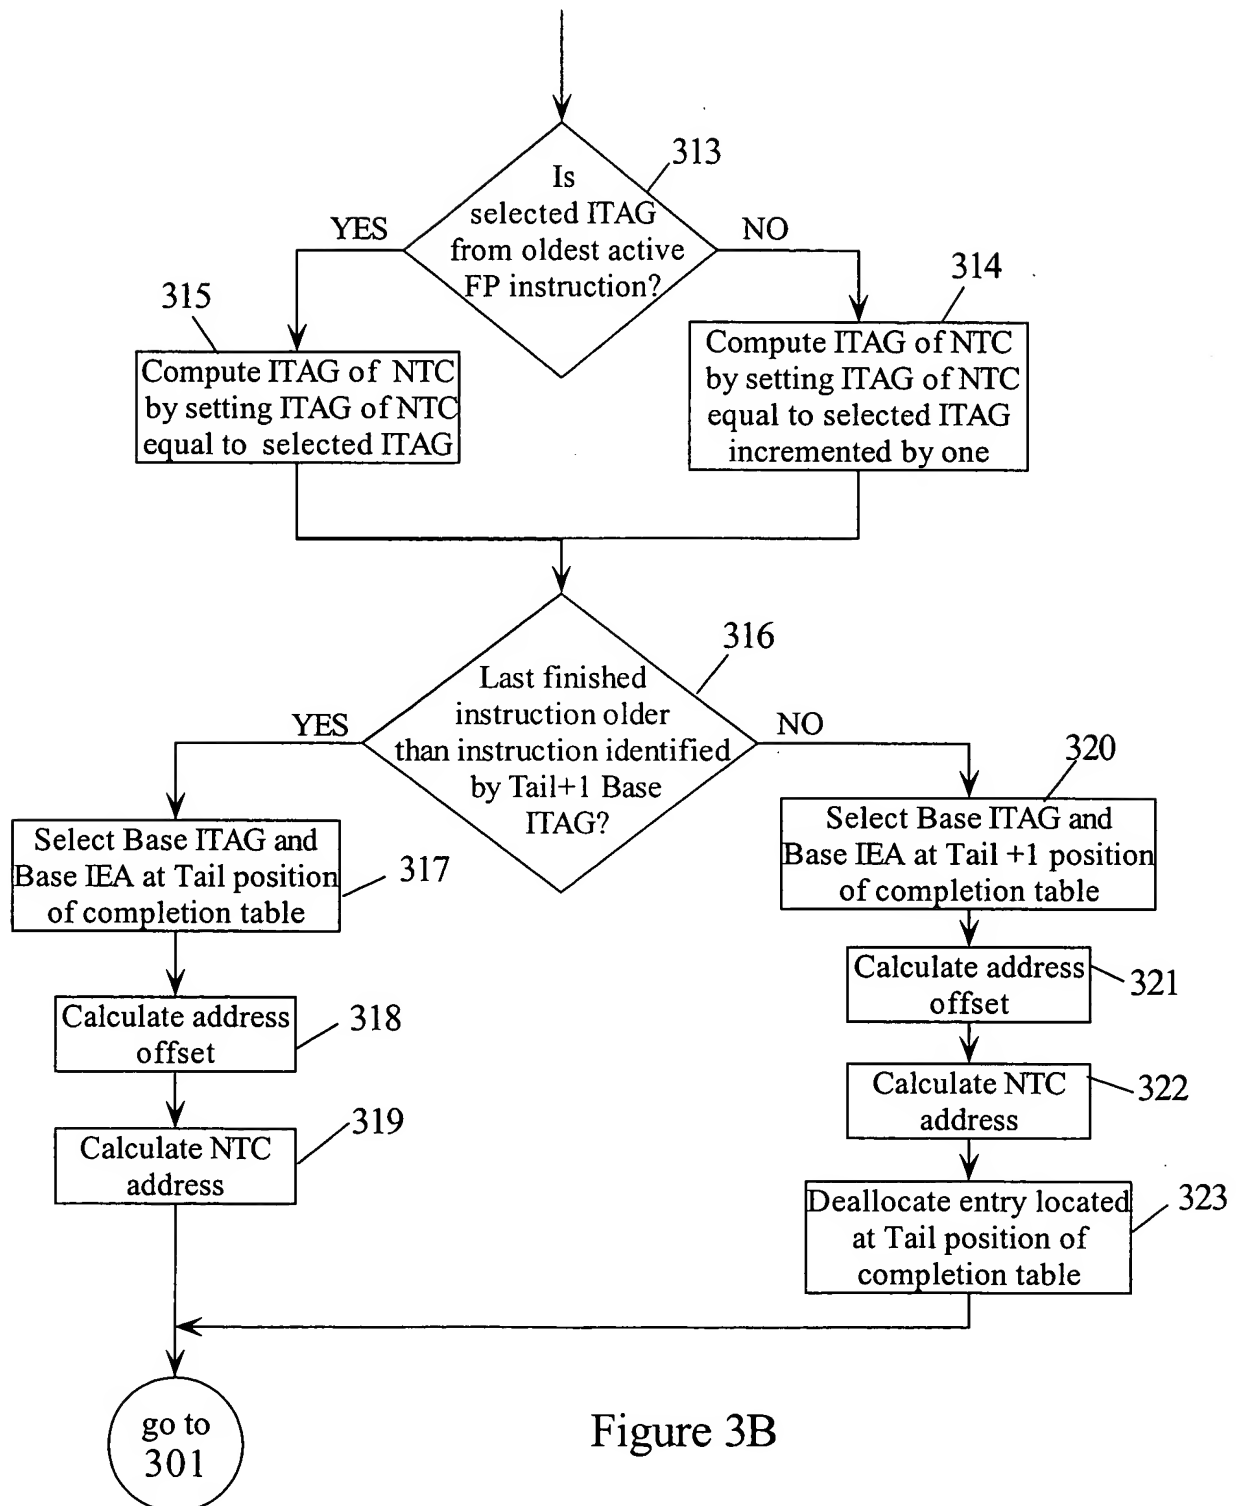 313
Is
selected ITAG
from oldest active
FP instruction?
YES
NO
315
314
Compute ITAG of NTC
by setting ITAG of NTC
equal to selected ITAG
Compute ITAG of NTC
by setting ITAG of NTC
equal to selected ITAG
incremented by one
316
Last finished
instruction older
than instruction identified
by Tail+1 Base
ITAG?
YES
NO
320
Select Base ITAG and
Base IEA at Tail position
of completion table
317
Select Base ITAG and
Base IEA at Tail +1 position
of completion table
Calculate address
offset
318
Calculate address
offset
321
Calculate NTC
address
319
Calculate NTC
address
322
Deallocate entry located
at Tail position of
completion table
323
go to
301
Figure 3B